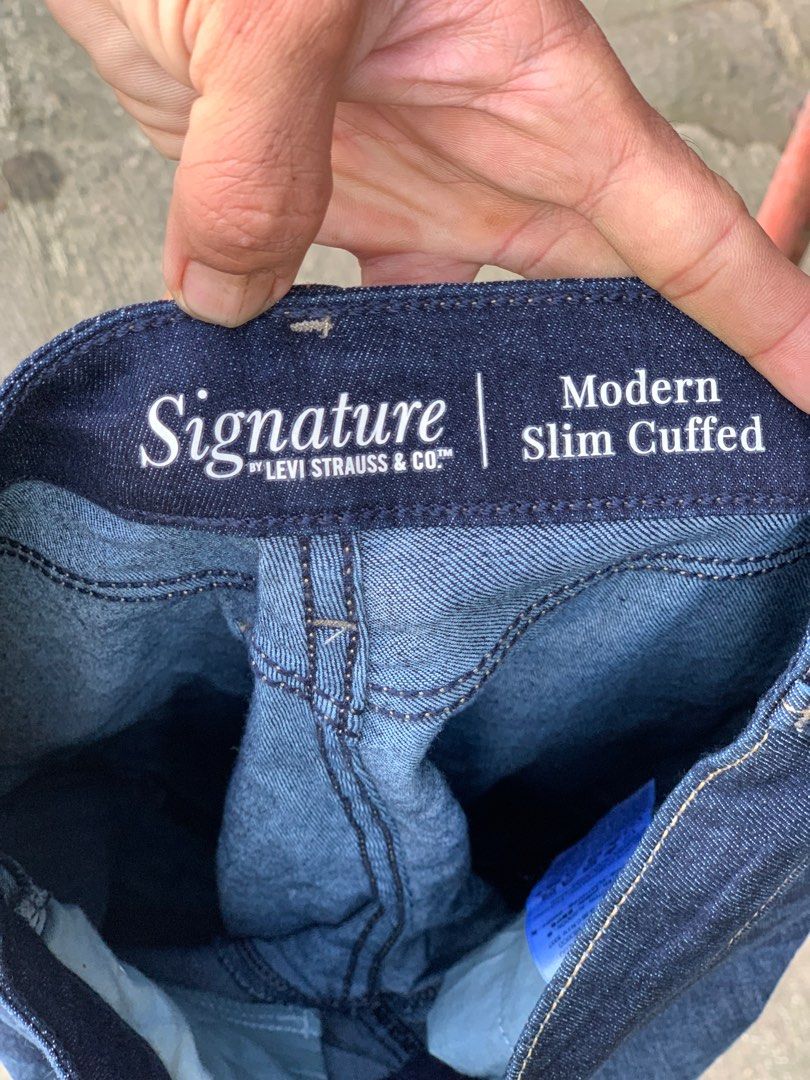 Signature
BY LEVI STRAUSS & CO.™
Modern
Slim Cuffed